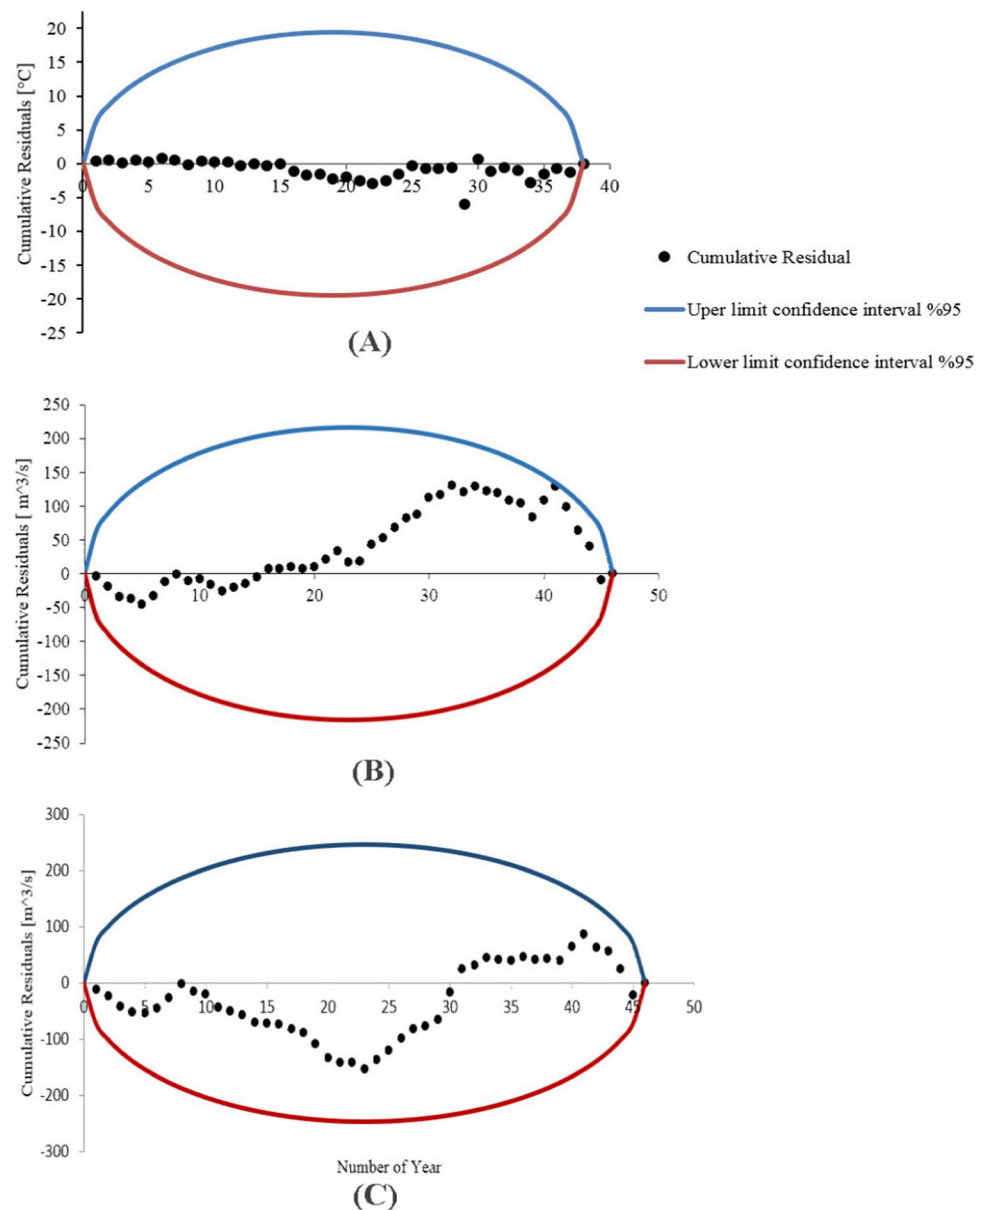 Cumulative Residuals [°C]
20
15
10
5
0
-5
-10
-15
-20
-25
0 5 10 15 20 25 30 35 40
(A)
Cumulative Residual
Uper limit confidence interval %95
Lower limit confidence interval %95
Cumulative Residuals [ m^3/s]
250
200
150
100
50
0
-50
-100
-150
-200
-250
0 10 20 30 40 50
(B)
Cumulative Residuals [m^3/s]
300
200
100
0
-100
-200
-300
0 5 10 15 20 25 30 35 40 45 50
Number of Year
(C)